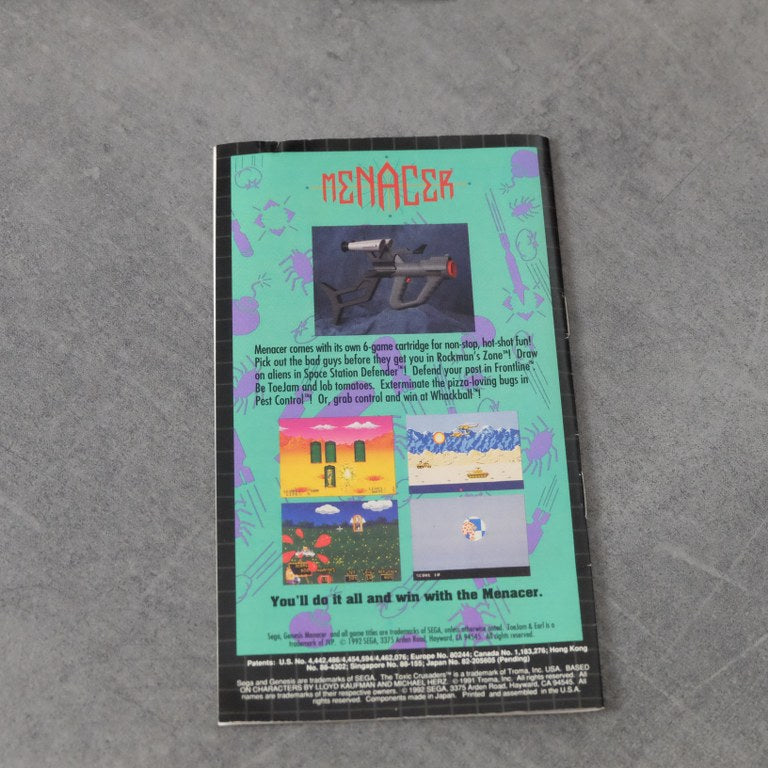 MENACER
Menacer comes with its own 6-game cartridge for non-stop, hot-shot fun!
Pick out the bad guys before they get you in Rockman's Zone™! Draw
on aliens in Space Station Defender™! Defend your post in Frontline™.
Be ToeJam and lob tomatoes. Exterminate the pizza-loving bugs in
Pest Control™! Or, grab control and win at Whackball™!
You'll do it all and win with the Menacer.
Sega, Genesis Menacer and all game titles are trademarks of SEGA, unless otherwise noted. ToeJam & Earl is a
trademark of JVP. © 1992 SEGA, 3375 Arden Road, Hayward, CA 94545. All rights reserved.
Patents: U.S. No. 4,442,486/4,454,594/4,462,076; Europe No. 80244; Canada No. 1,183,276; Hong Kong
No. 88-4302; Singapore No. 88-155; Japan No. 82-205605 (Pending)
Sega and Genesis are trademarks of SEGA. The Toxic Crusaders™ is a trademark of Troma, Inc. USA. BASED
ON CHARACTERS BY LLOYD KAUFMAN AND MICHAEL HERZ. ©1991 Troma, Inc. All rights reserved. All
names are trademarks of their respective owners. © 1992 SEGA, 3375 Arden Road, Hayward, CA 94545. All
rights reserved. Components made in Japan. Printed and assembled in the U.S.A.